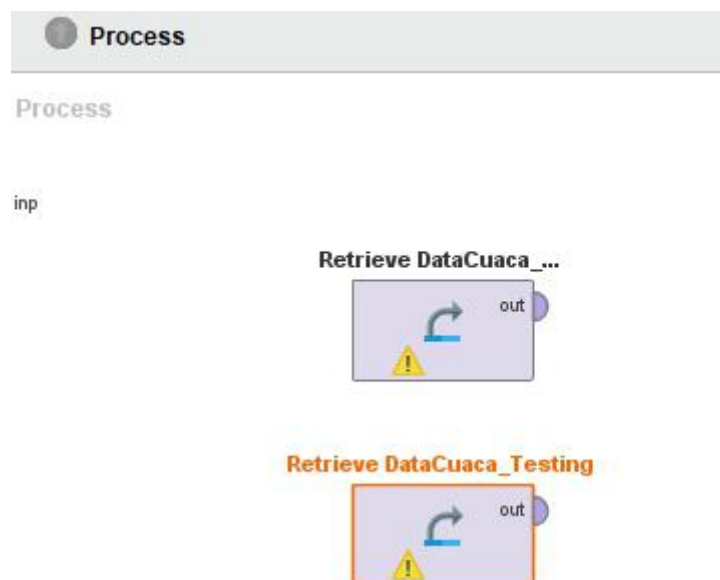 Process
Process
inp
Retrieve DataCuaca_...
out
Retrieve DataCuaca_Testing
out